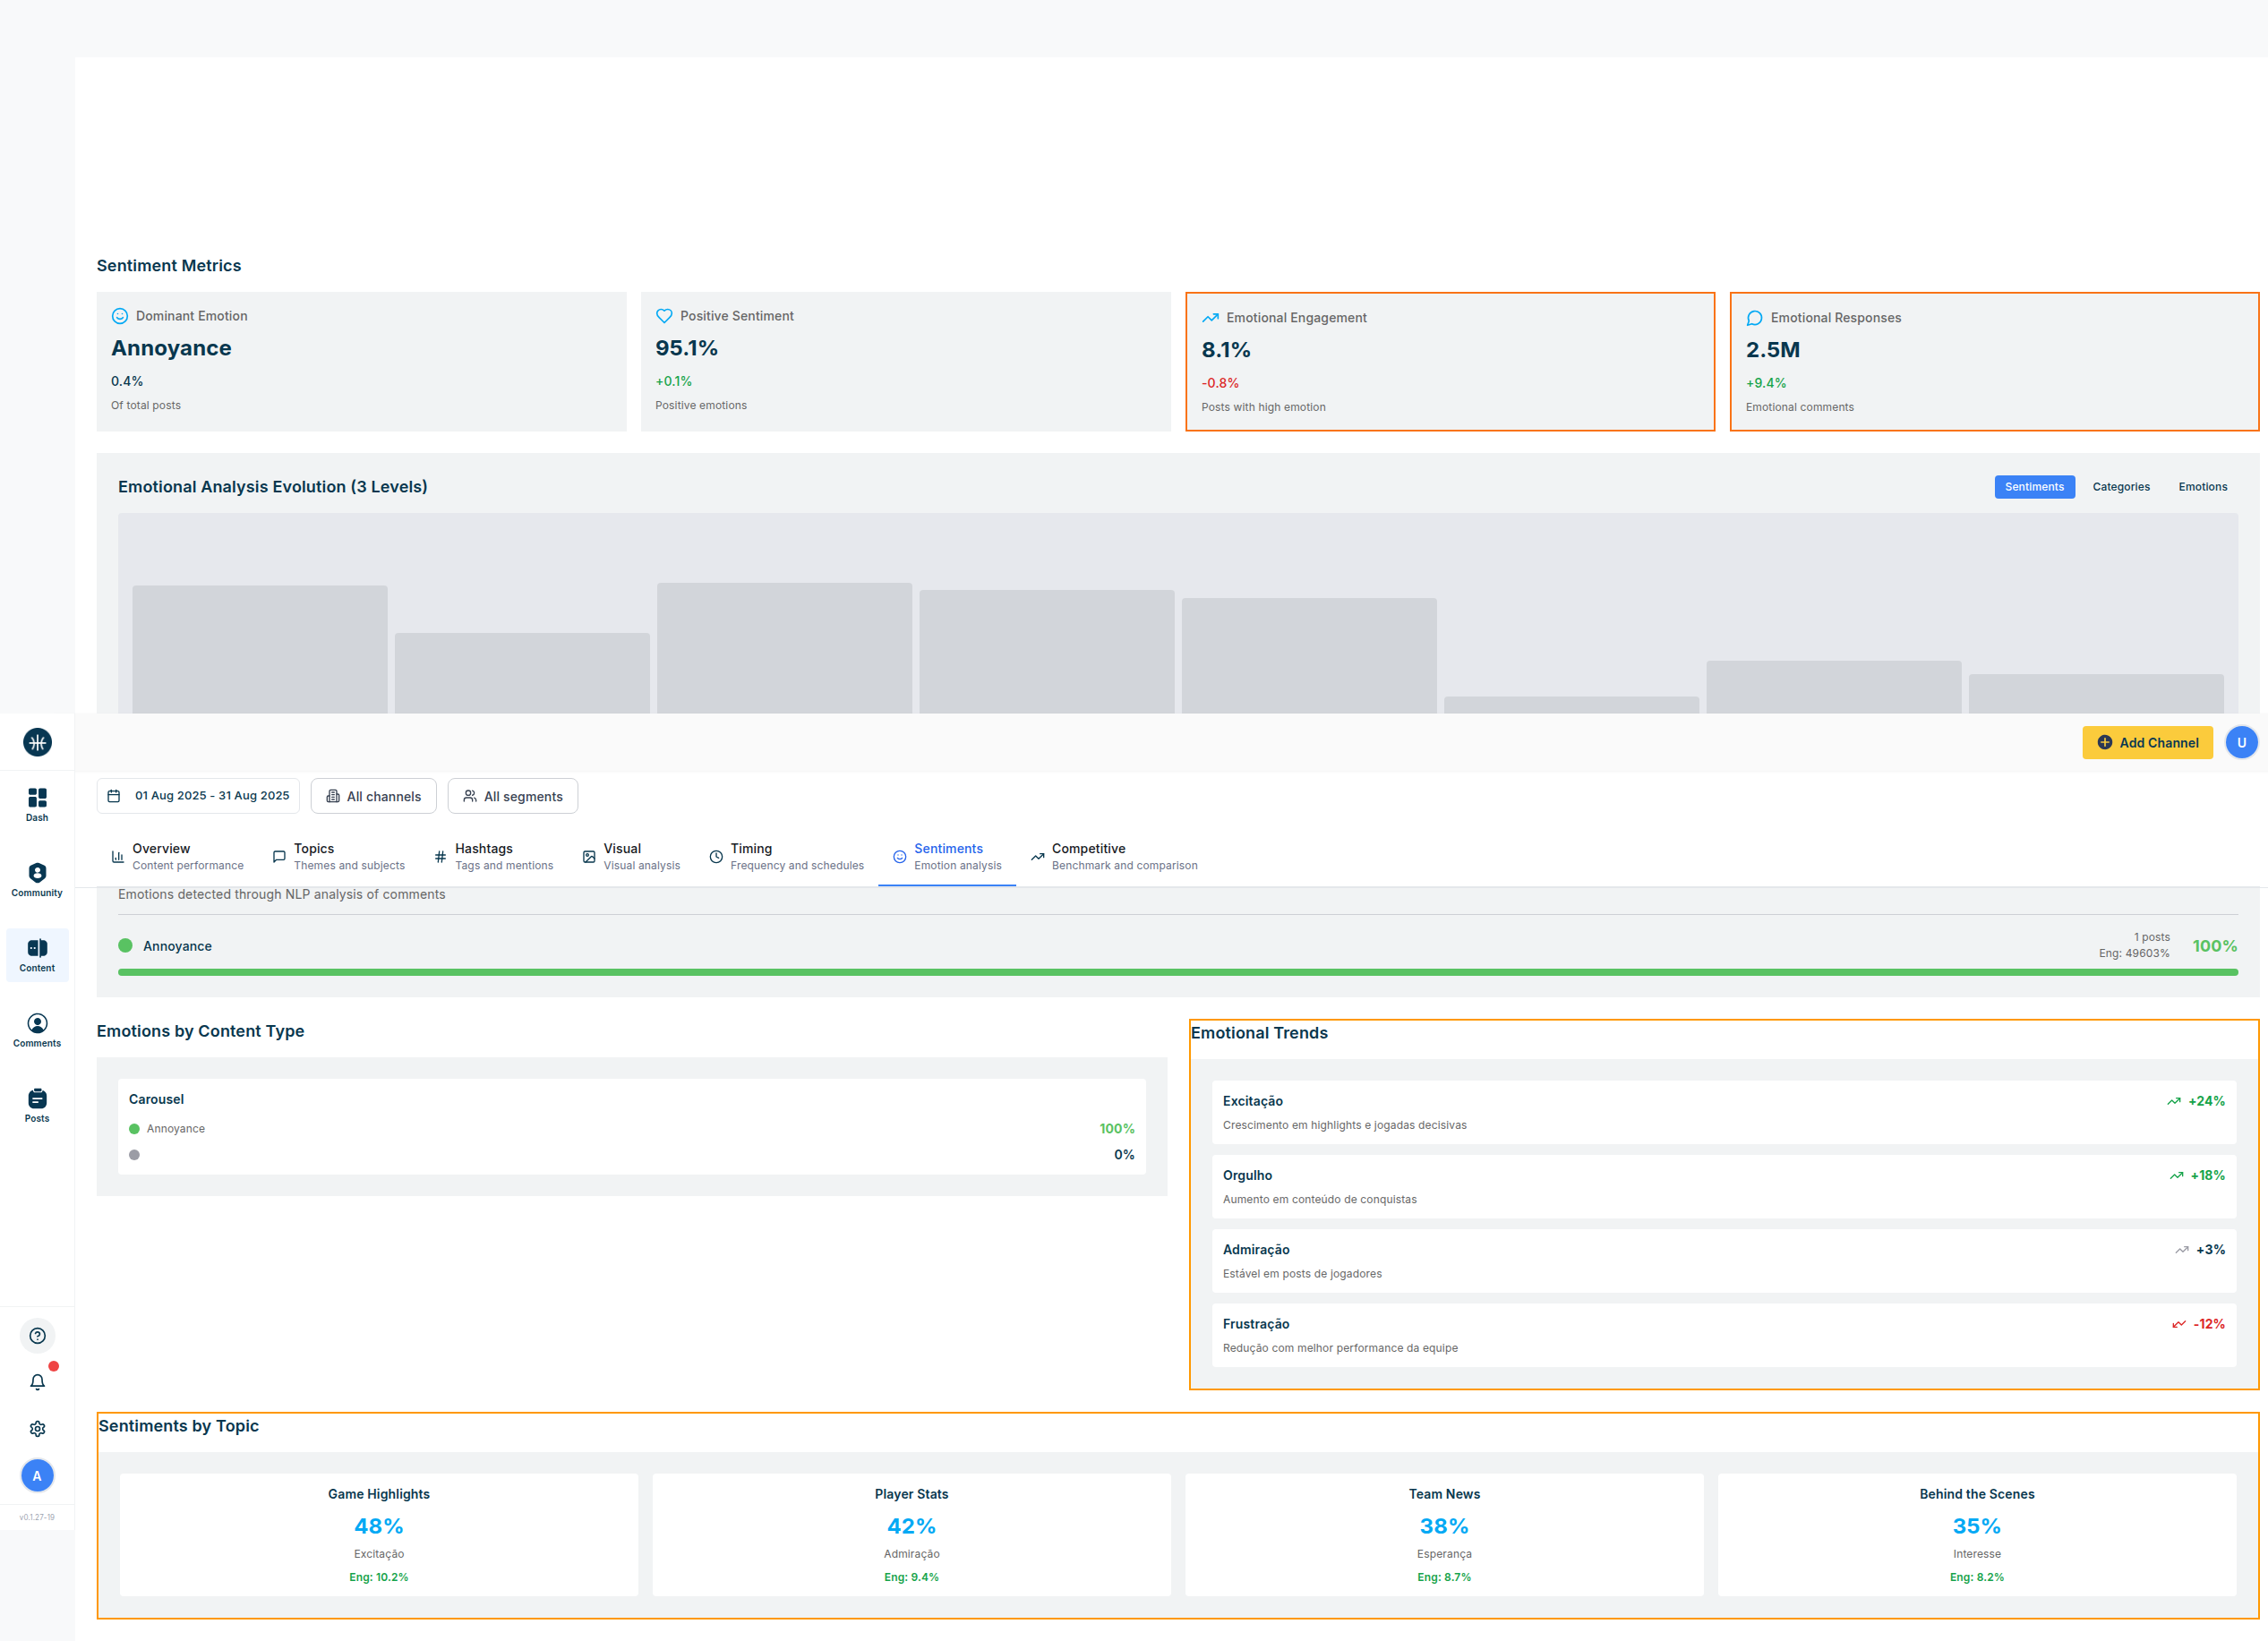 Sentiment Metrics
Dominant Emotion
Annoyance
0.4%
Of total posts
Positive Sentiment
95.1%
+0.1%
Positive emotions
Emotional Engagement
8.1%
-0.8%
Posts with high emotion
Emotional Responses
2.5M
+9.4%
Emotional comments
Emotional Analysis Evolution (3 Levels)
Sentiments
Categories
Emotions
Add Channel
U
Dash
Community
Content
Comments
Posts
A
v0.1.27-19
01 Aug 2025 - 31 Aug 2025
All channels
All segments
Overview
Content performance
Topics
Themes and subjects
Hashtags
Tags and mentions
Visual
Visual analysis
Timing
Frequency and schedules
Sentiments
Emotion analysis
Competitive
Benchmark and comparison
Emotions detected through NLP analysis of comments
Annoyance
1 posts
Eng: 49603%
100%
Emotions by Content Type
Carousel
Annoyance
100%
0%
Emotional Trends
Excitação
+24%
Crescimento em highlights e jogadas decisivas
Orgulho
+18%
Aumento em conteúdo de conquistas
Admiração
+3%
Estável em posts de jogadores
Frustração
-12%
Redução com melhor performance da equipe
Sentiments by Topic
Game Highlights
48%
Excitação
Eng: 10.2%
Player Stats
42%
Admiração
Eng: 9.4%
Team News
38%
Esperança
Eng: 8.7%
Behind the Scenes
35%
Interesse
Eng: 8.2%